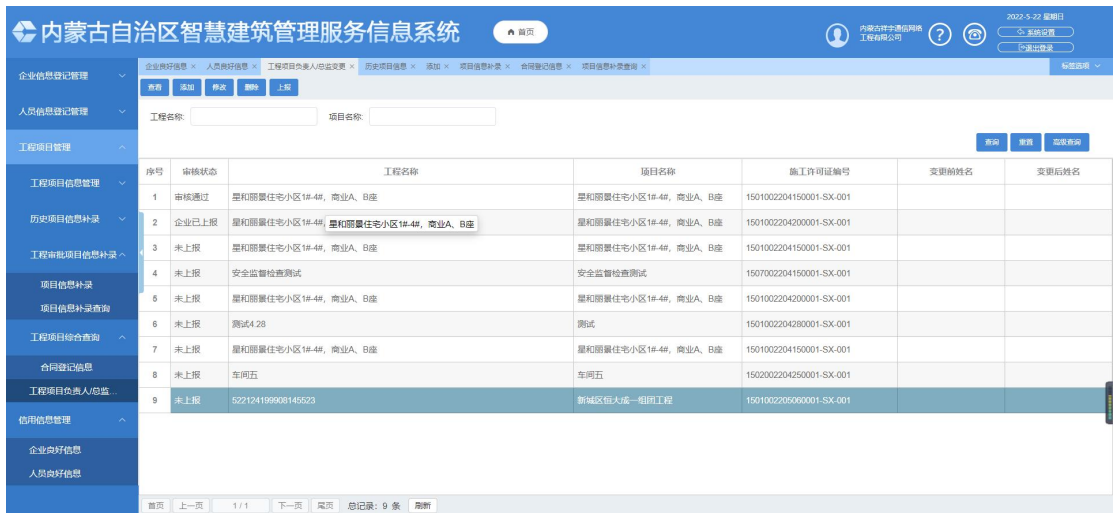 内蒙古自治区智慧建筑管理服务信息系统
首页
内蒙古祥宇通信网络
工程有限公司
2022-5-22 星期日
系统设置
退出登录
企业信息登记管理
人员信息登记管理
工程项目管理
工程项目信息管理
历史项目信息补录
工程审批项目信息补录
项目信息补录
项目信息补录查询
工程项目综合查询
合同登记信息
工程项目负责人/总监...
信用信息管理
企业良好信息
人员良好信息
企业良好信息 × 人员良好信息 × 工程项目负责人/总监变更 × 历史项目信息 × 添加 × 项目信息补录 × 合同登记信息 × 项目信息补录查询 × 标签选项
查看 添加 修改 删除 上报
工程名称: 项目名称:
查询 重置 高级查询
序号 审核状态 工程名称 项目名称 施工许可证编号 变更前姓名 变更后姓名
1 审核通过 星和丽景住宅小区1#-4#，商业A、B座 星和丽景住宅小区1#-4#，商业A、B座 1501002204150001-SX-001
2 企业已上报 星和丽景住宅小区1#-4#, 星和丽景住宅小区1#-4#，商业A、B座 星和丽景住宅小区1#-4#，商业A、B座 1501002204200001-SX-001
3 未上报 星和丽景住宅小区1#-4#，商业A、B座 星和丽景住宅小区1#-4#，商业A、B座 1501002204150001-SX-001
4 未上报 安全监督检查测试 安全监督检查测试 1507002204150001-SX-001
5 未上报 星和丽景住宅小区1#-4#，商业A、B座 星和丽景住宅小区1#-4#，商业A、B座 1501002204200001-SX-001
6 未上报 测试4.28 测试 1501002204280001-SX-001
7 未上报 星和丽景住宅小区1#-4#，商业A、B座 星和丽景住宅小区1#-4#，商业A、B座 1501002204150001-SX-001
8 未上报 车间五 车间五 1502002204250001-SX-001
9 未上报 522124199908145523 新城区恒大成一组团工程 1501002205060001-SX-001
首页 上一页 1 / 1 下一页 尾页 总记录: 9 条 刷新